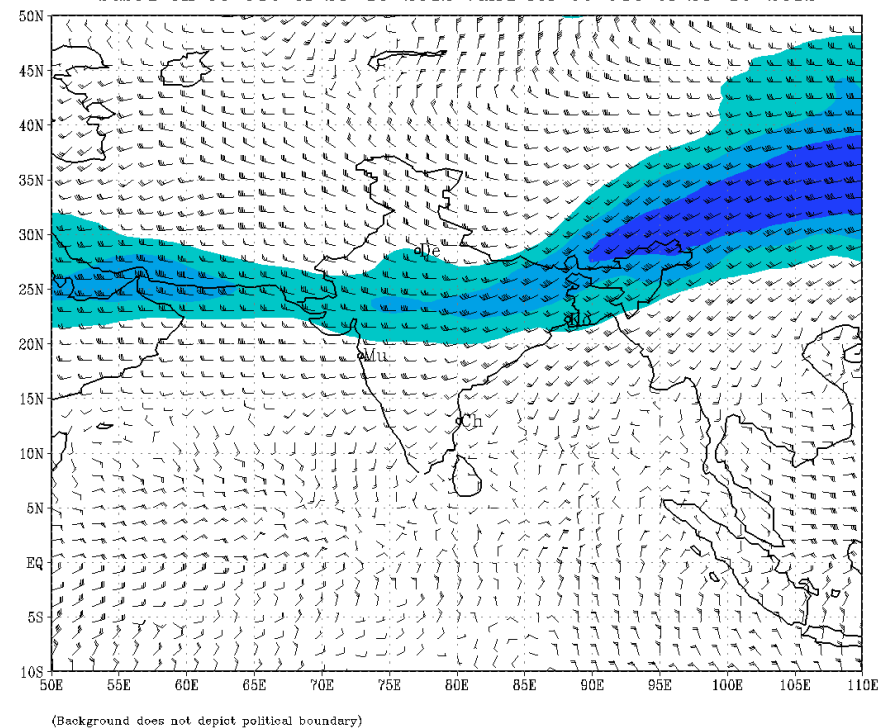 50N
45N
40N
35N
30N
De
25N
20N
Mu
15N
Ch
10N
5N
EQ
5S
10S
50E 55E 60E 65E 70E 75E 80E 85E 90E 95E 100E 105E 110E
(Background does not depict political boundary)